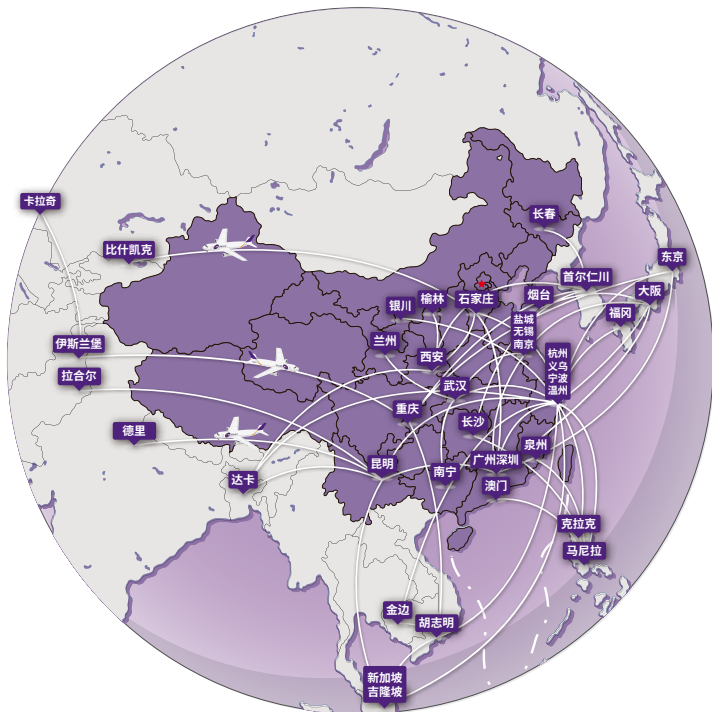 卡拉奇
长春
比什凯克
东京
首尔仁川
大阪
烟台
石家庄
榆林
银川
福冈
盐城
无锡
南京
兰州
伊斯兰堡
西安
杭州
义乌
宁波
温州
拉合尔
武汉
重庆
长沙
德里
泉州
昆明
广州深圳
南宁
达卡
澳门
克拉克
马尼拉
金边
胡志明
新加坡
吉隆坡